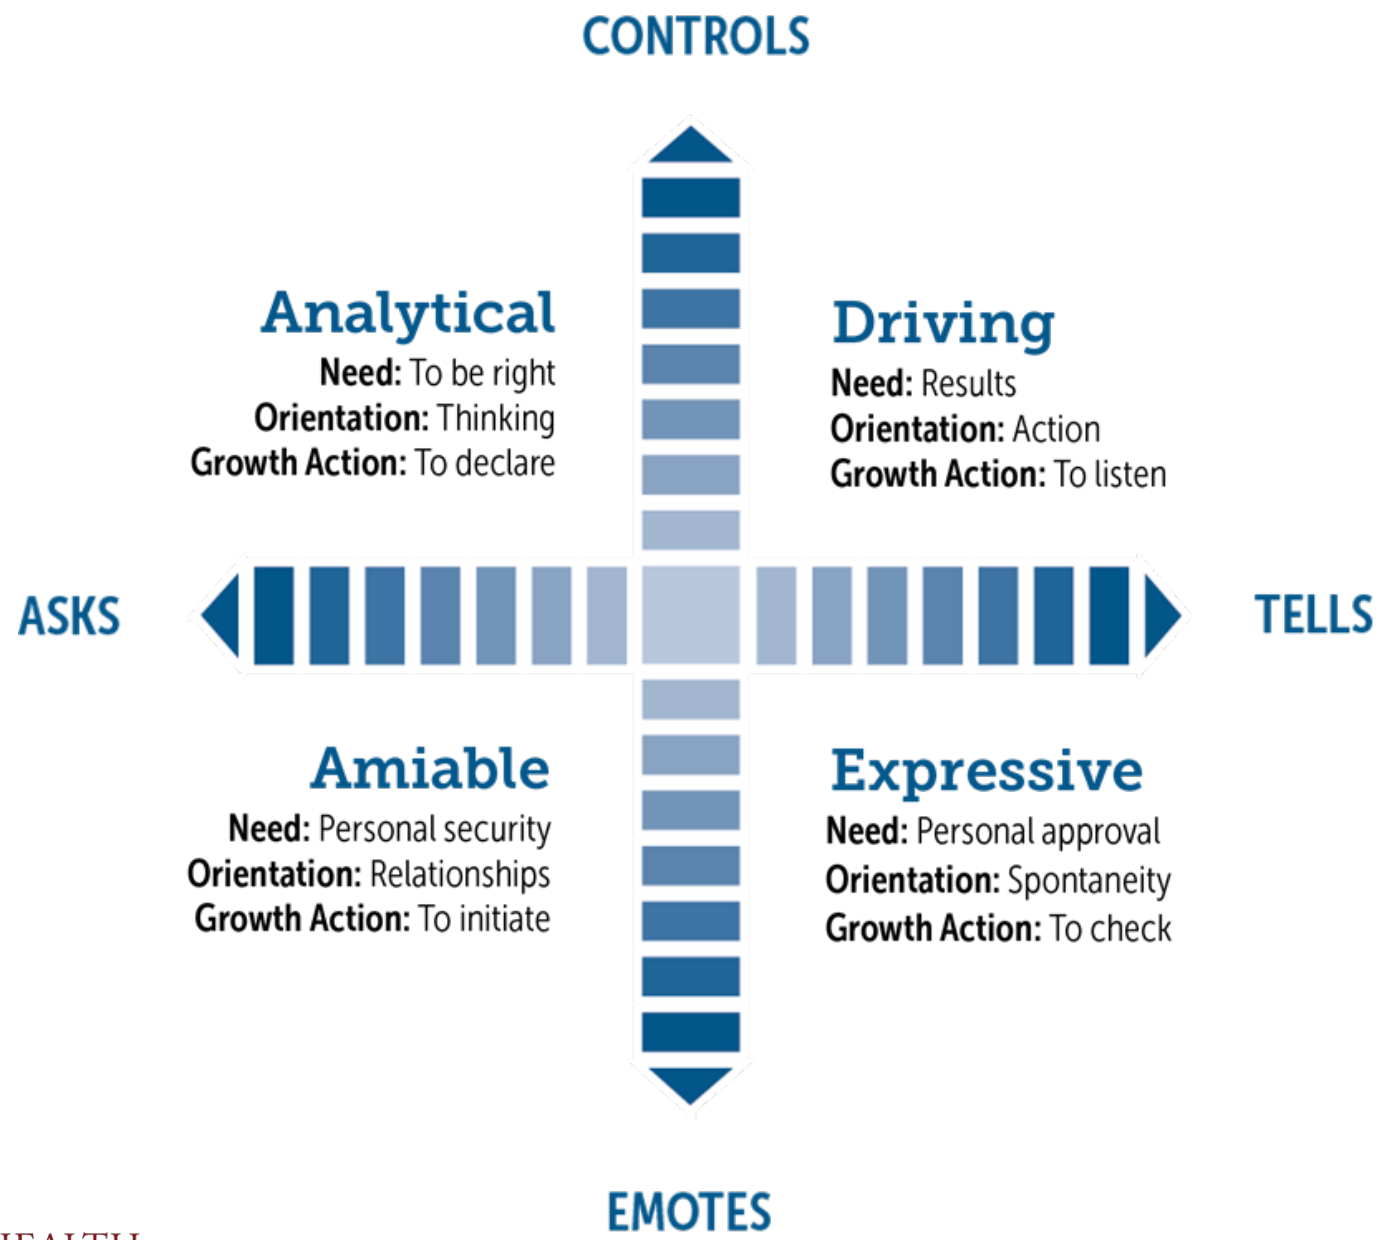 CONTROLS
Analytical
Need: To be right
Orientation: Thinking
Growth Action: To declare
Driving
Need: Results
Orientation: Action
Growth Action: To listen
ASKS
TELLS
Amiable
Need: Personal security
Orientation: Relationships
Growth Action: To initiate
Expressive
Need: Personal approval
Orientation: Spontaneity
Growth Action: To check
EMOTES